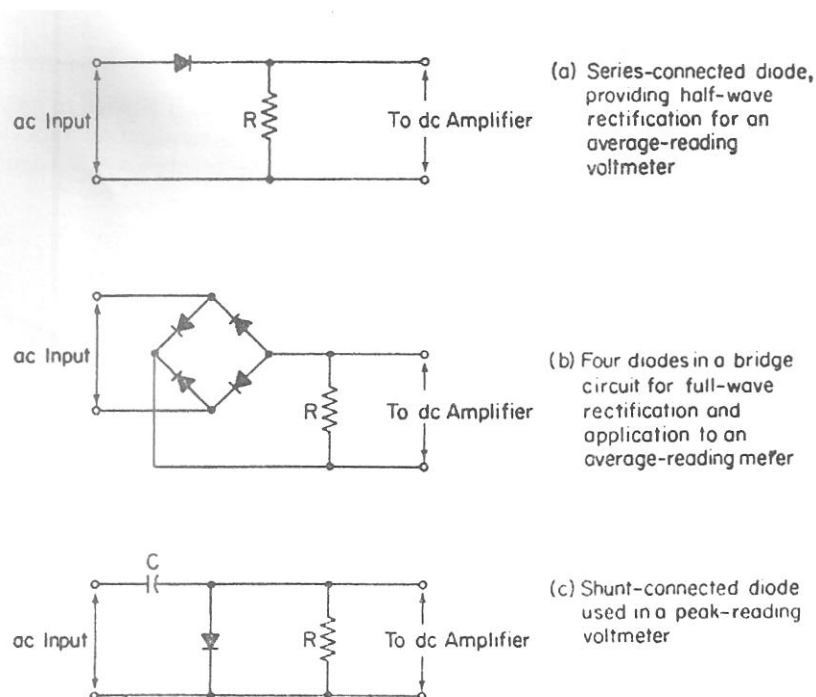 ac Input
R
To dc Amplifier
(a) Series-connected diode,
providing half-wave
rectification for an
average-reading
voltmeter
ac Input
R
To dc Amplifier
(b) Four diodes in a bridge
circuit for full-wave
rectification and
application to an
average-reading meter
C
ac Input
R
To dc Amplifier
(c) Shunt-connected diode
used in a peak-reading
voltmeter